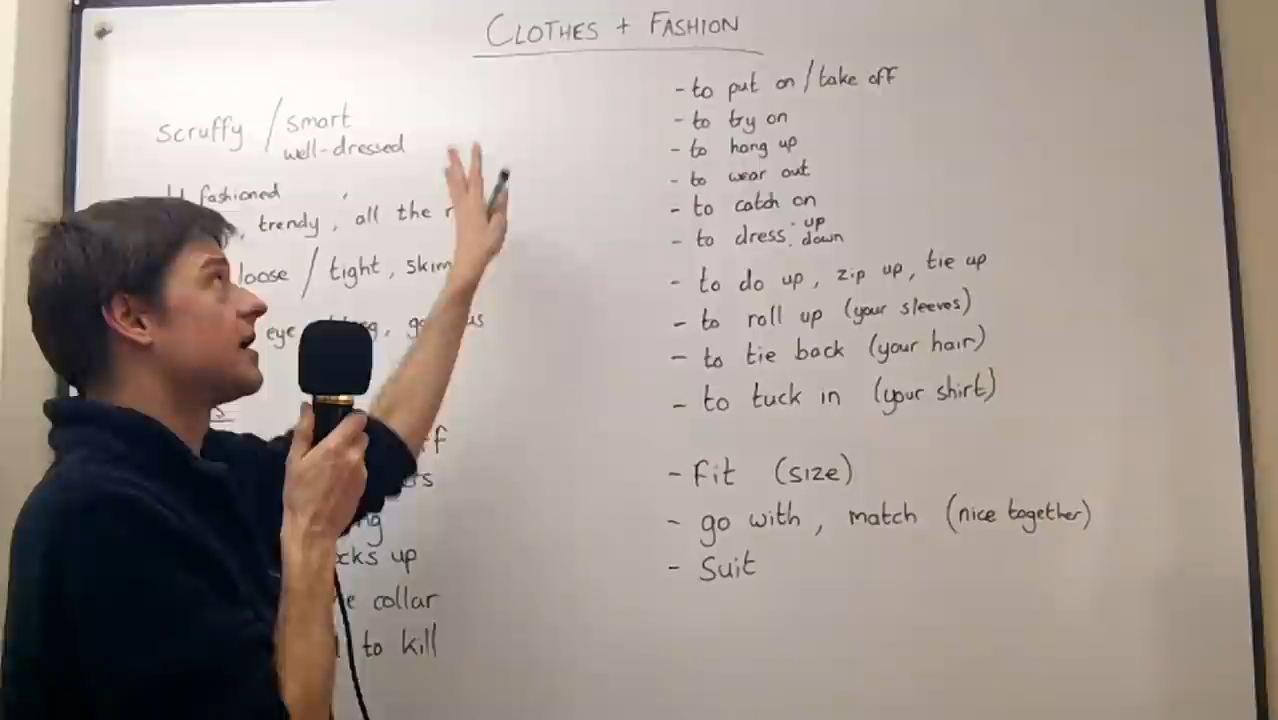 CLOTHES + FASHION
scruffy / smart
well-dressed
fashioned
trendy, all the
loose / tight,
eye
to kill
collar
up
- to put on / take off
- to try on
- to hang up
- to wear out
- to catch on
- to dress: up
down
- to do up, zip up, tie up
- to roll up (your sleeves)
- to tie back (your hair)
- to tuck in (your shirt)
- Fit (size)
- go with, match (nice together)
- Suit